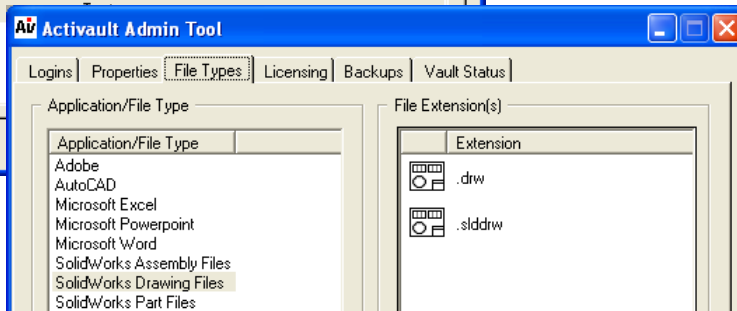 Activault Admin Tool
Logins Properties File Types Licensing Backups Vault Status
Application/File Type
File Extension(s)
Application/File Type
Extension
Adobe
AutoCAD
Microsoft Excel
Microsoft Powerpoint
Microsoft Word
SolidWorks Assembly Files
SolidWorks Drawing Files
SolidWorks Part Files
.drw
.slddrw